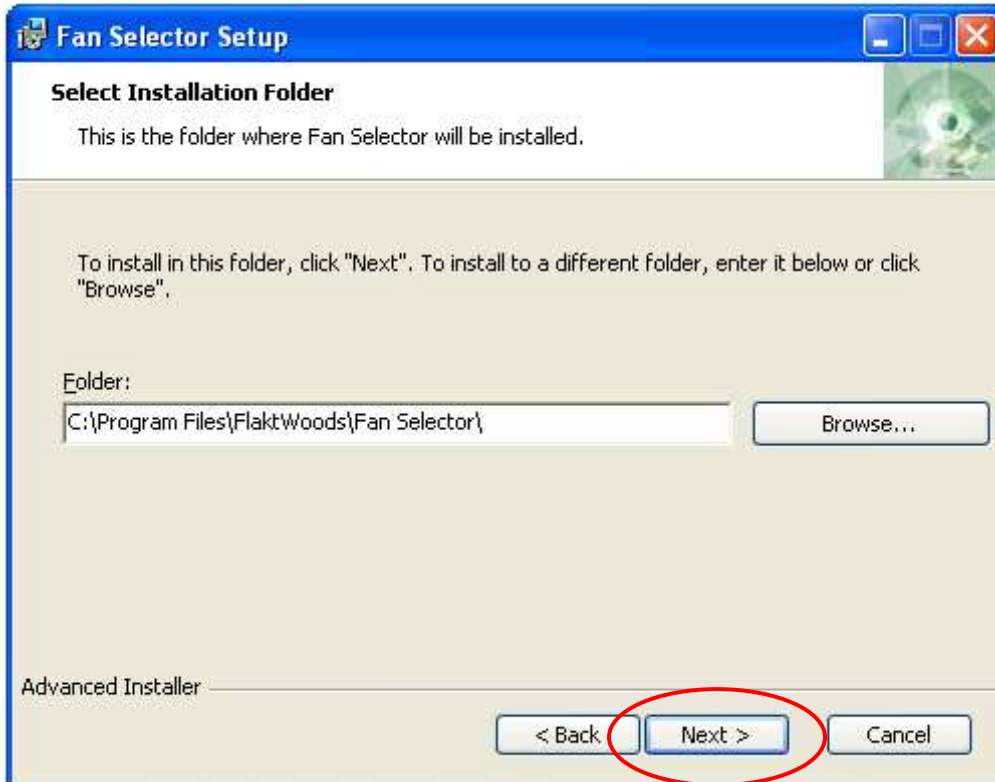 Fan Selector Setup
Select Installation Folder
This is the folder where Fan Selector will be installed.
To install in this folder, click "Next". To install to a different folder, enter it below or click
"Browse".
Folder:
C:\Program Files\FlaktWoods\Fan Selector\
Browse...
Advanced Installer
< Back
Next >
Cancel